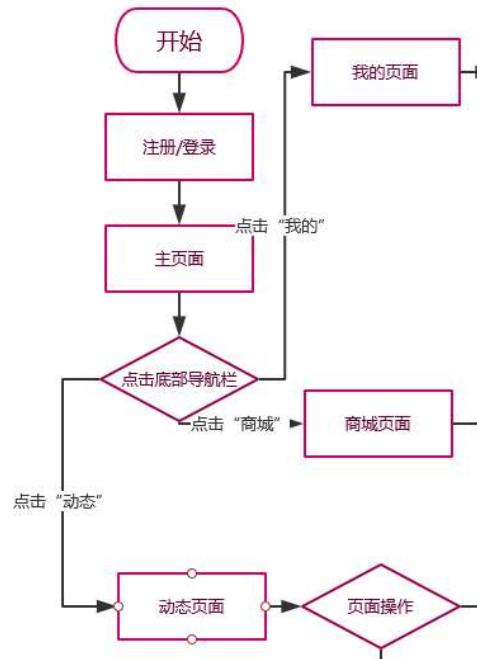 开始
我的页面
注册/登录
点击“我的”
主页面
点击底部导航栏
点击“商城”
商城页面
点击“动态”
动态页面
页面操作